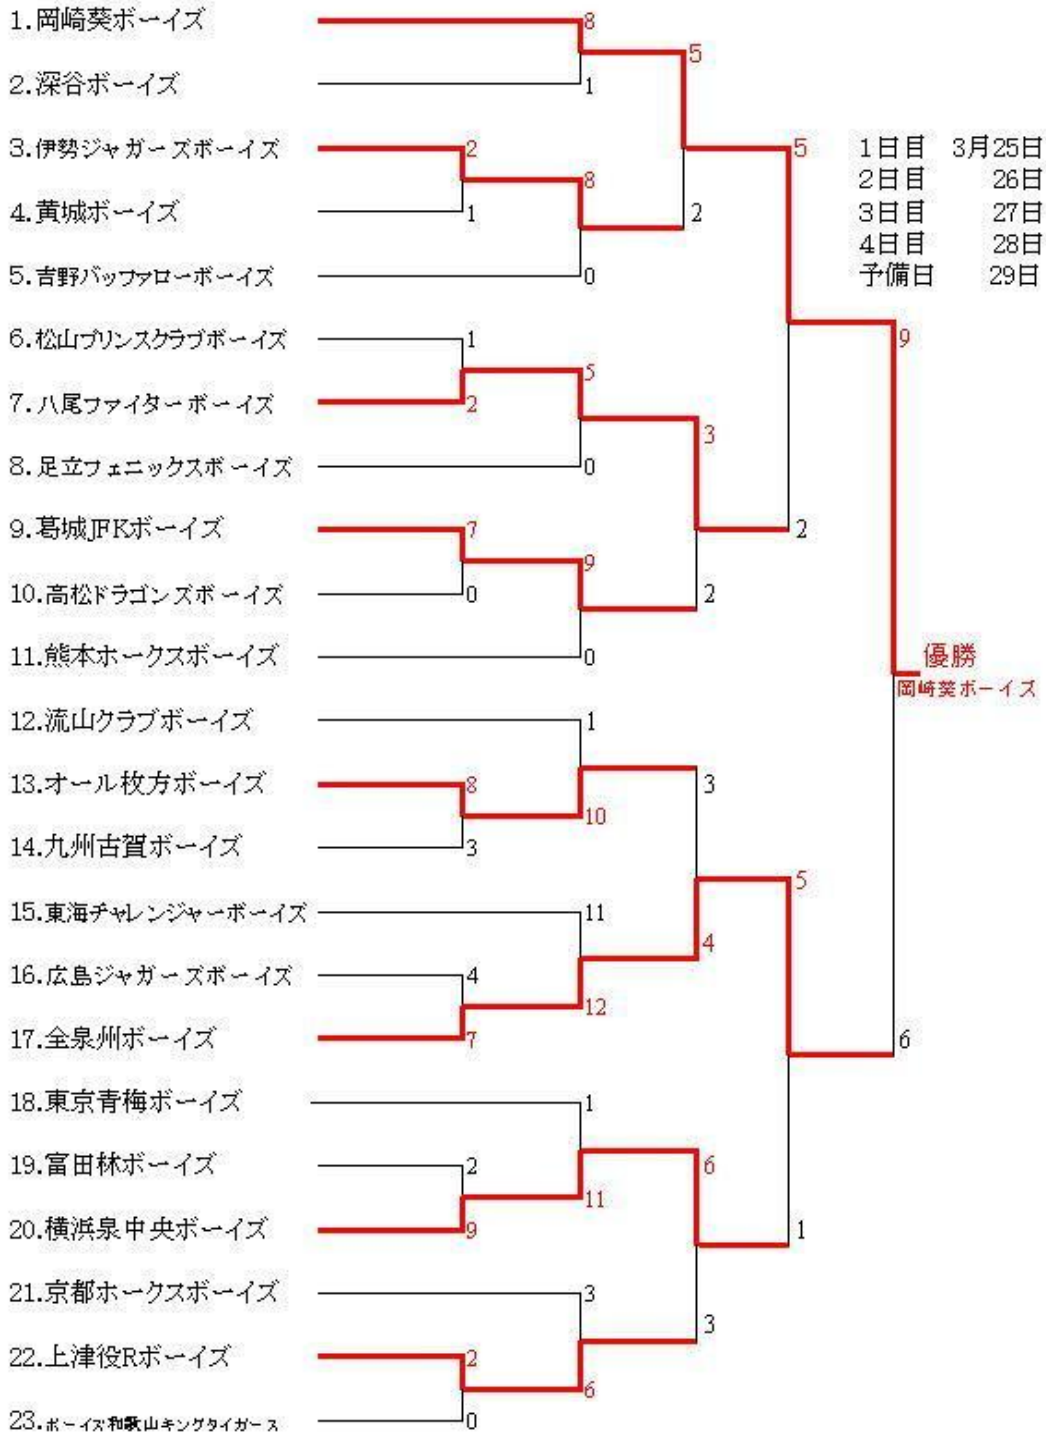 1.岡崎葵ボーイズ
8
5
2.深谷ボーイズ
1
3.伊勢ジャガーズボーイズ
2
5
1日目 3月25日
8
2日目 26日
4.黄城ボーイズ
1
2
3日目 27日
4日目 28日
5.吉野バッファローボーイズ
0
予備日 29日
6.松山プリンスクラブボーイズ
1
9
5
7.八尾ファイターボーイズ
2
3
8.足立フェニックスボーイズ
0
9.葛城JFKボーイズ
7
2
9
10.高松ドラゴンズボーイズ
0
2
11.熊本ホークスボーイズ
0
優勝
岡崎葵ボーイズ
12.流山クラブボーイズ
1
13.オール枚方ボーイズ
8
3
10
14.九州古賀ボーイズ
3
5
15.東海チャレンジャーボーイズ
11
4
16.広島ジャガーズボーイズ
4
12
17.全泉州ボーイズ
7
6
18.東京青梅ボーイズ
1
19.富田林ボーイズ
2
6
11
20.横浜泉中央ボーイズ
9
1
21.京都ホークスボーイズ
3
3
22.上津役Rボーイズ
2
6
23.ボーイズ和歌山キングタイガース
0